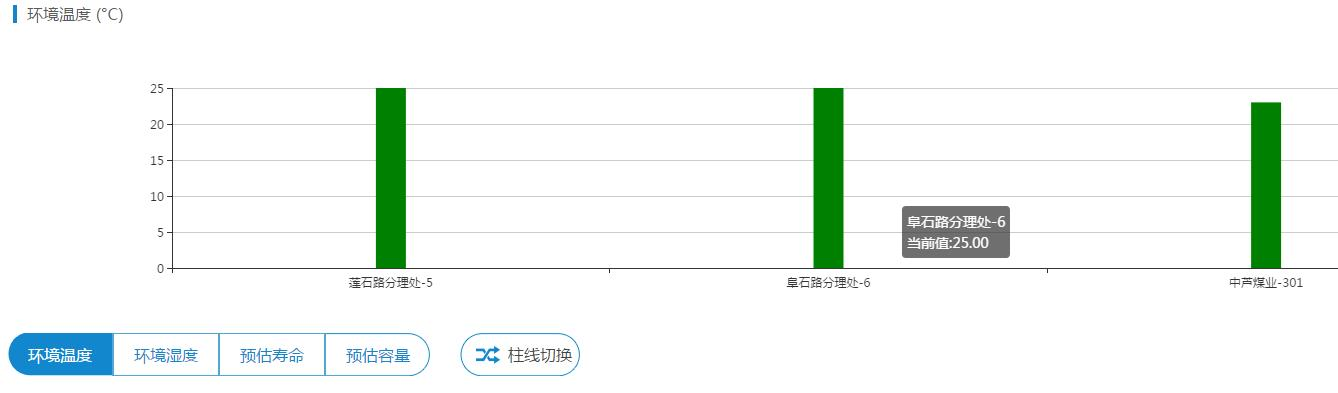 环境温度 (°C)
25
20
15
10
5
0
阜石路分理处-6
当前值:25.00
莲石路分理处-5
阜石路分理处-6
中芦煤业-301
环境温度
环境湿度
预估寿命
预估容量
柱线切换